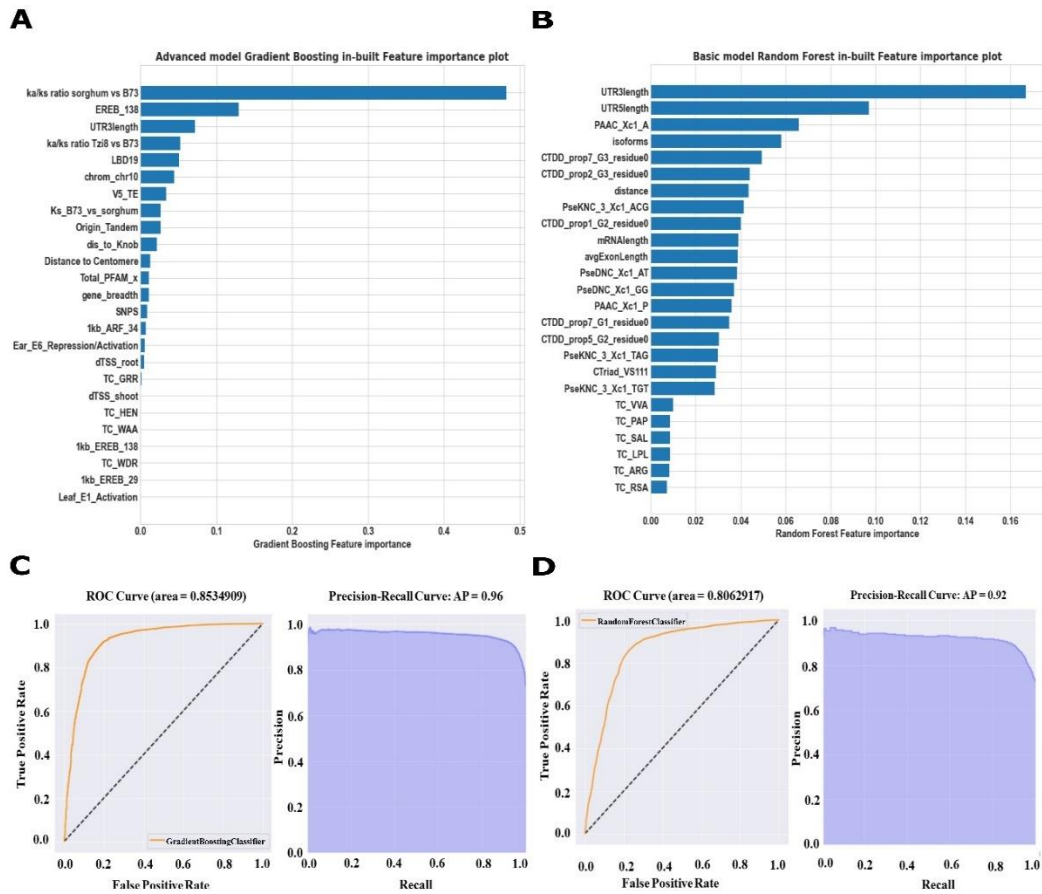 A
Advanced model Gradient Boosting in-built Feature importance plot
ka/ks ratio sorghum vs B73
EREB_138
UTR3length
ka/ks ratio Tzi8 vs B73
LBD19
chrom_chr10
V5_TE
Ks_B73_vs_sorghum
Origin_Tandem
dis_to_Knob
Distance to Centomere
Total_PFAM_x
gene_breadth
SNPS
1kb_ARF_34
Ear_E6_Repression/Activation
dTSS_root
TC_GRR
dTSS_shoot
TC_HEN
TC_WAA
1kb_EREB_138
TC_WDR
1kb_EREB_29
Leaf_E1_Activation
0.0 0.1 0.2 0.3 0.4 0.5
Gradient Boosting Feature importance
B
Basic model Random Forest in-built Feature importance plot
UTR3length
UTR5length
PAAC_Xc1_A
isoforms
CTDD_prop7_G3_residue0
CTDD_prop2_G3_residue0
distance
PseKNC_3_Xc1_ACG
CTDD_prop1_G2_residue0
mRNAlength
avgExonLength
PseDNC_Xc1_AT
PseDNC_Xc1_GG
PAAC_Xc1_P
CTDD_prop7_G1_residue0
CTDD_prop5_G2_residue0
PseKNC_3_Xc1_TAG
CTriad_VS111
PseKNC_3_Xc1_TGT
TC_VVA
TC_PAP
TC_SAL
TC_LPL
TC_ARG
TC_RSA
0.00 0.02 0.04 0.06 0.08 0.10 0.12 0.14 0.16
Random Forest Feature importance
C
ROC Curve (area = 0.8534909)
1.0
0.8
0.6
0.4
0.2
0.0
True Positive Rate
GradientBoostingClassifier
0.0 0.2 0.4 0.6 0.8 1.0
False Positive Rate
Precision-Recall Curve: AP = 0.96
1.0
0.8
0.6
0.4
0.2
0.0
Precision
0.0 0.2 0.4 0.6 0.8 1.0
Recall
D
ROC Curve (area = 0.8062917)
1.0
0.8
0.6
0.4
0.2
0.0
True Positive Rate
RandomForestClassifier
0.0 0.2 0.4 0.6 0.8 1.0
False Positive Rate
Precision-Recall Curve: AP = 0.92
1.0
0.8
0.6
0.4
0.2
0.0
Precision
0.0 0.2 0.4 0.6 0.8 1.0
Recall